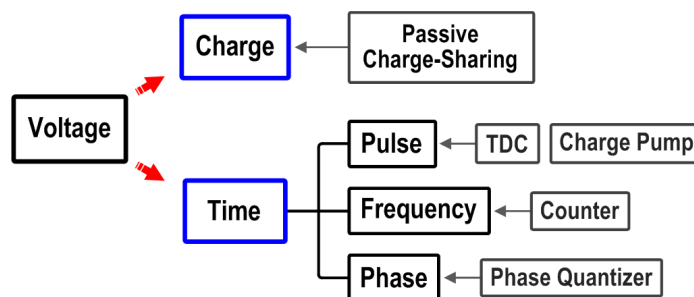 Voltage
Charge
Passive
Charge-Sharing
Time
Pulse
TDC
Charge Pump
Frequency
Counter
Phase
Phase Quantizer